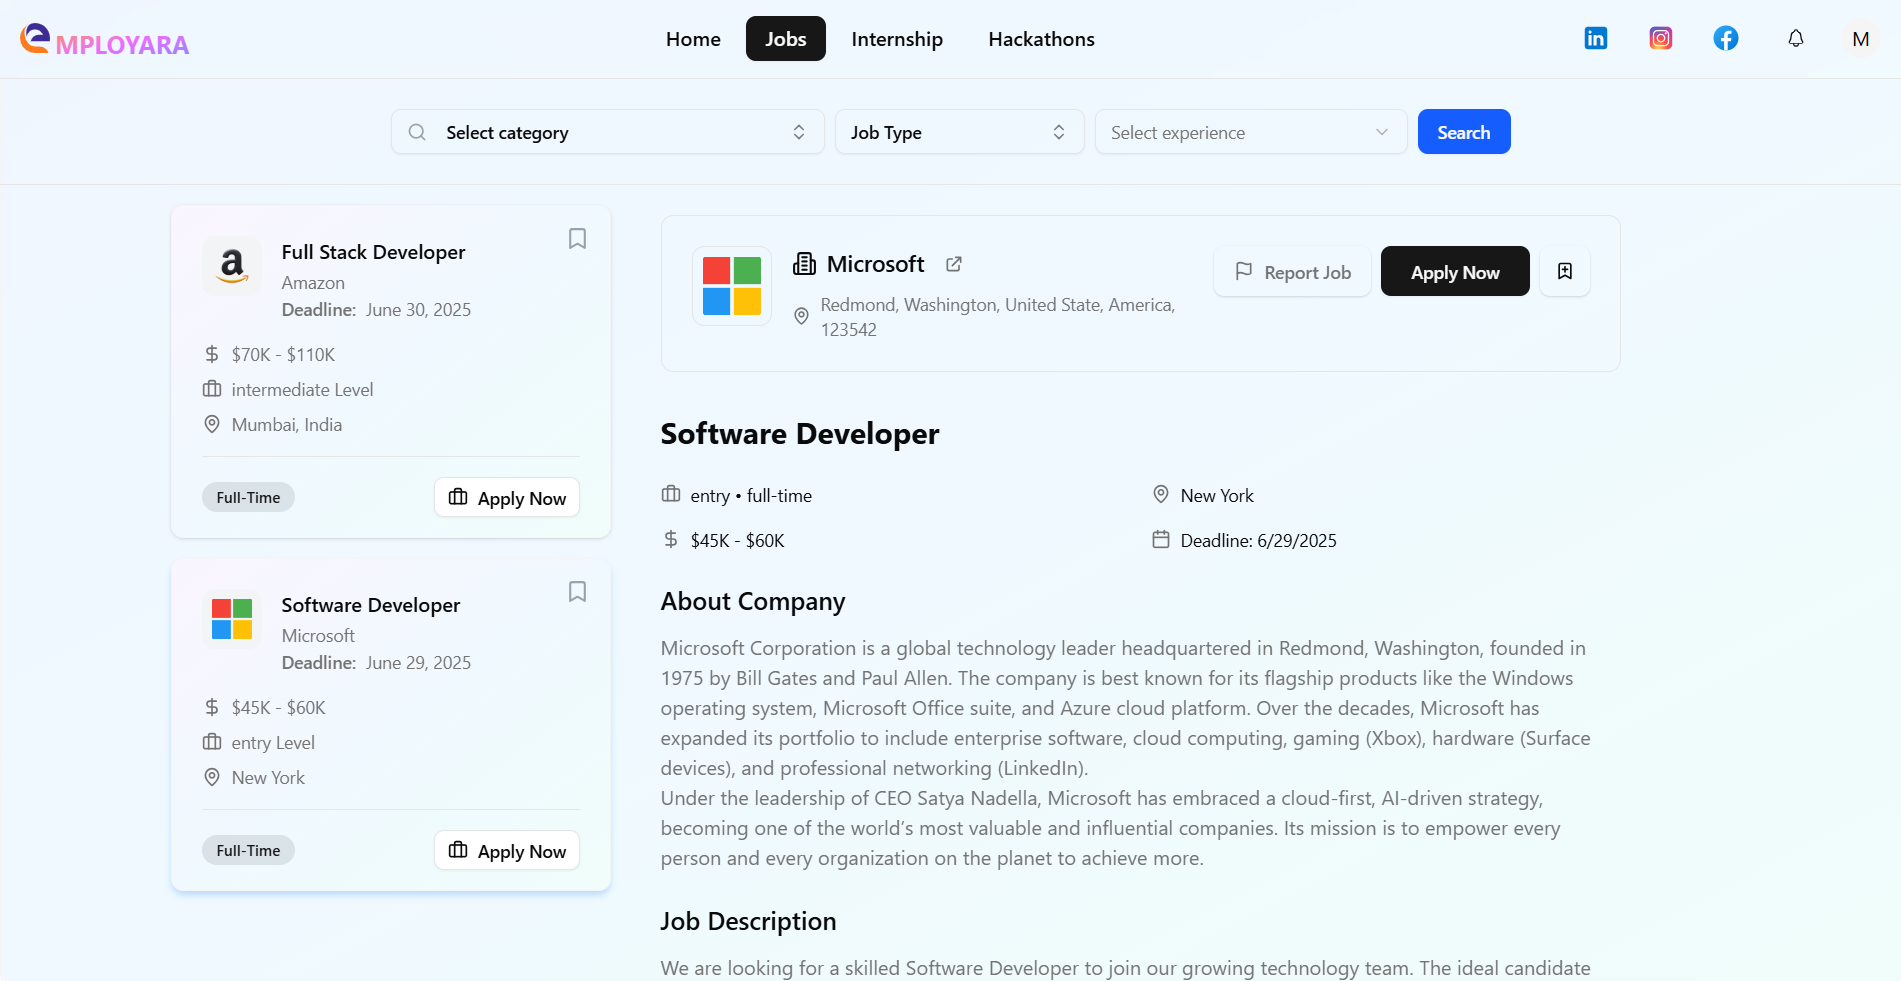 EMPLOYARA
Home
Jobs
Internship
Hackathons
M
Select category
Job Type
Select experience
Search
Full Stack Developer
Amazon
Deadline: June 30, 2025
$70K - $110K
intermediate Level
Mumbai, India
Full-Time
Apply Now
Software Developer
Microsoft
Deadline: June 29, 2025
$45K - $60K
entry Level
New York
Full-Time
Apply Now
Microsoft
Redmond, Washington, United State, America,
123542
Report Job
Apply Now
Software Developer
entry • full-time
New York
$45K - $60K
Deadline: 6/29/2025
About Company
Microsoft Corporation is a global technology leader headquartered in Redmond, Washington, founded in
1975 by Bill Gates and Paul Allen. The company is best known for its flagship products like the Windows
operating system, Microsoft Office suite, and Azure cloud platform. Over the decades, Microsoft has
expanded its portfolio to include enterprise software, cloud computing, gaming (Xbox), hardware (Surface
devices), and professional networking (LinkedIn).
Under the leadership of CEO Satya Nadella, Microsoft has embraced a cloud-first, AI-driven strategy,
becoming one of the world’s most valuable and influential companies. Its mission is to empower every
person and every organization on the planet to achieve more.
Job Description
We are looking for a skilled Software Developer to join our growing technology team. The ideal candidate